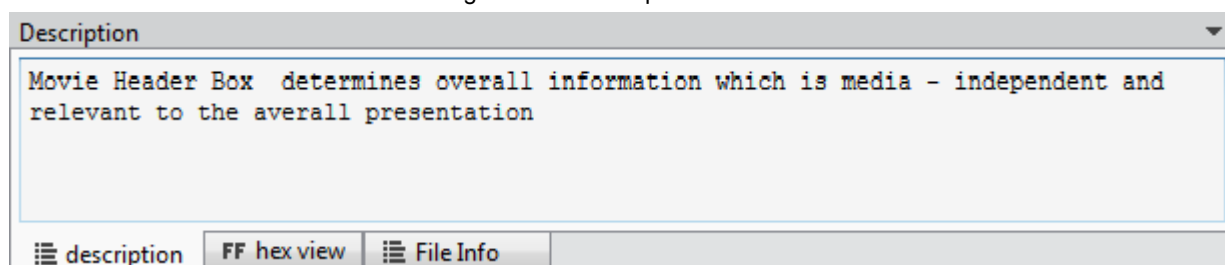 Description
Movie Header Box  determines overall information which is media - independent and
relevant to the averall presentation
description FF hex view File Info